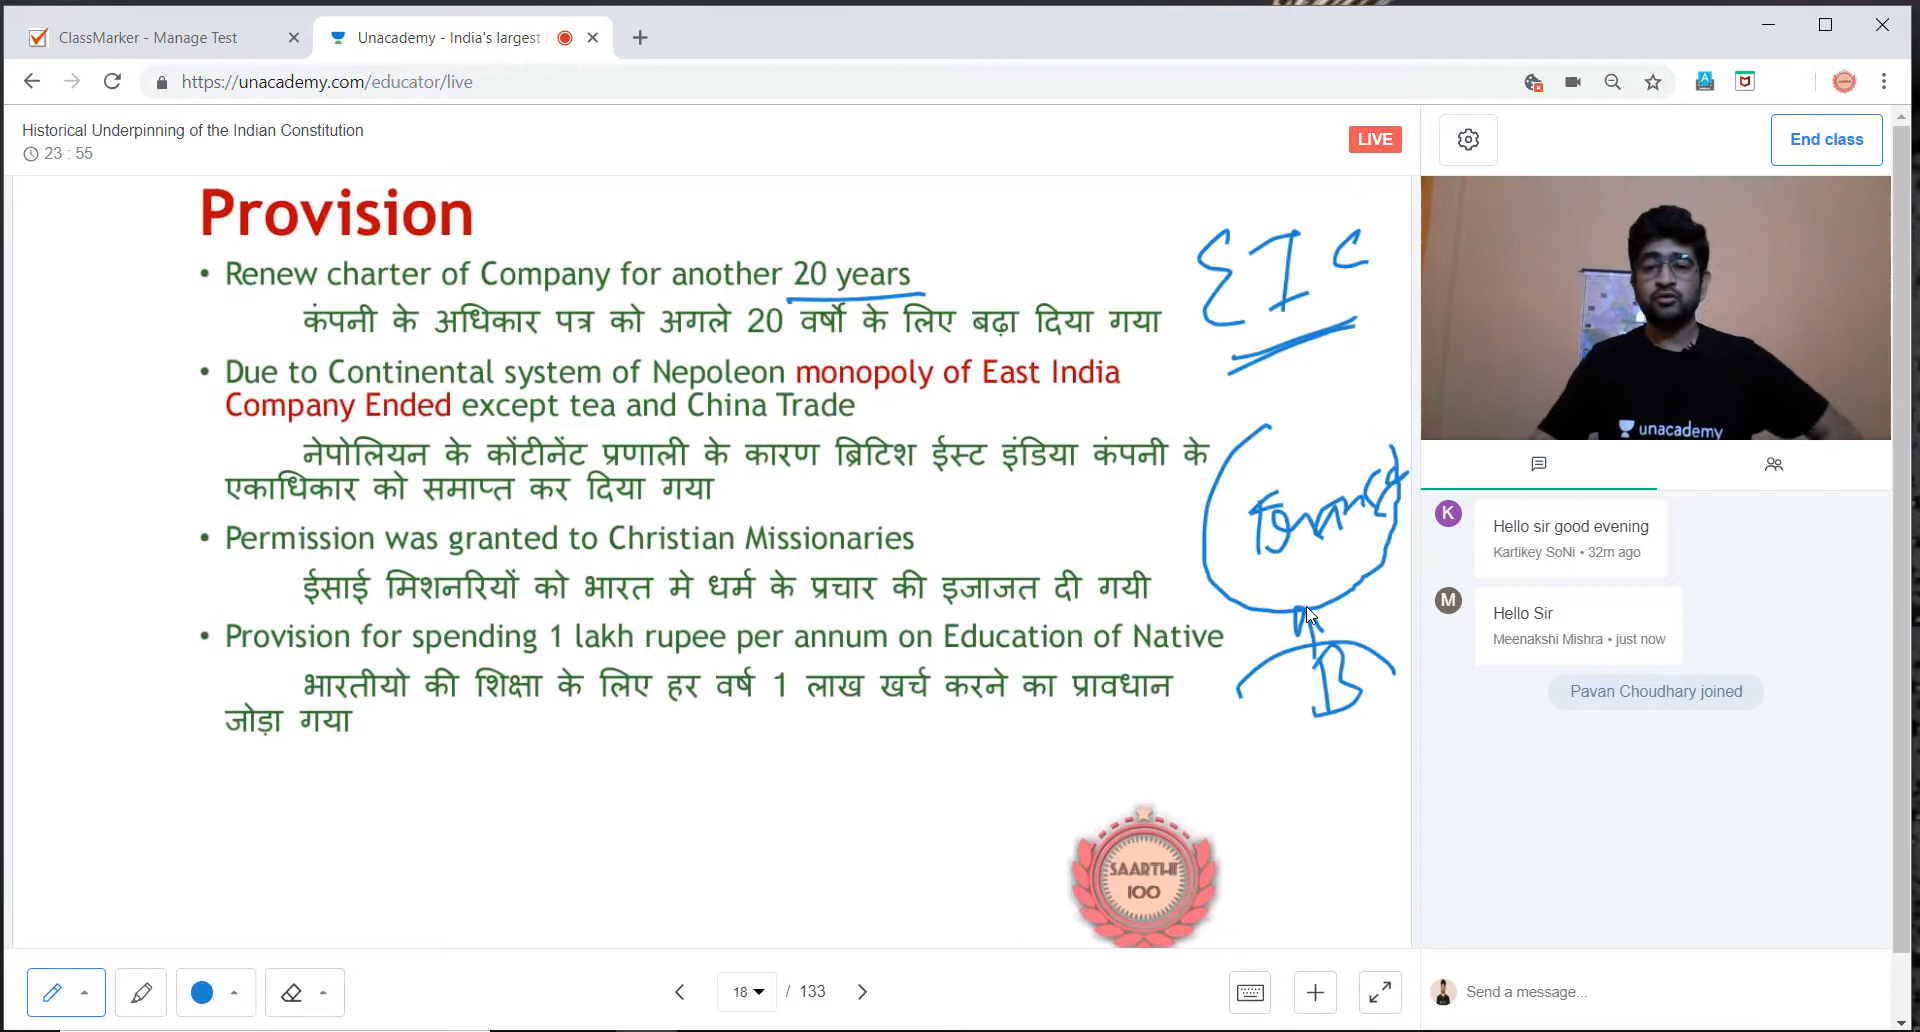 ClassMarker - Manage Test
Unacademy - India's largest
https://unacademy.com/educator/live
Historical Underpinning of the Indian Constitution
23 : 55
LIVE
End class
Provision
• Renew charter of Company for another 20 years
कंपनी के अधिकार पत्र को अगले 20 वर्षो के लिए बढ़ा दिया गया
• Due to Continental system of Nepoleon monopoly of East India
Company Ended except tea and China Trade
नेपोलियन के कोंटीनेंट प्रणाली के कारण ब्रिटिश ईस्ट इंडिया कंपनी के
एकाधिकार को समाप्त कर दिया गया
• Permission was granted to Christian Missionaries
ईसाई मिशनरियों को भारत मे धर्म के प्रचार की इजाजत दी गयी
• Provision for spending 1 lakh rupee per annum on Education of Native
भारतीयो की शिक्षा के लिए हर वर्ष 1 लाख खर्च करने का प्रावधान
जोड़ा गया
EIC
B
SAARTHI
100
unacademy
K
Hello sir good evening
Kartikey SoNi • 32m ago
M
Hello Sir
Meenakshi Mishra • just now
Pavan Choudhary joined
18 / 133
Send a message...